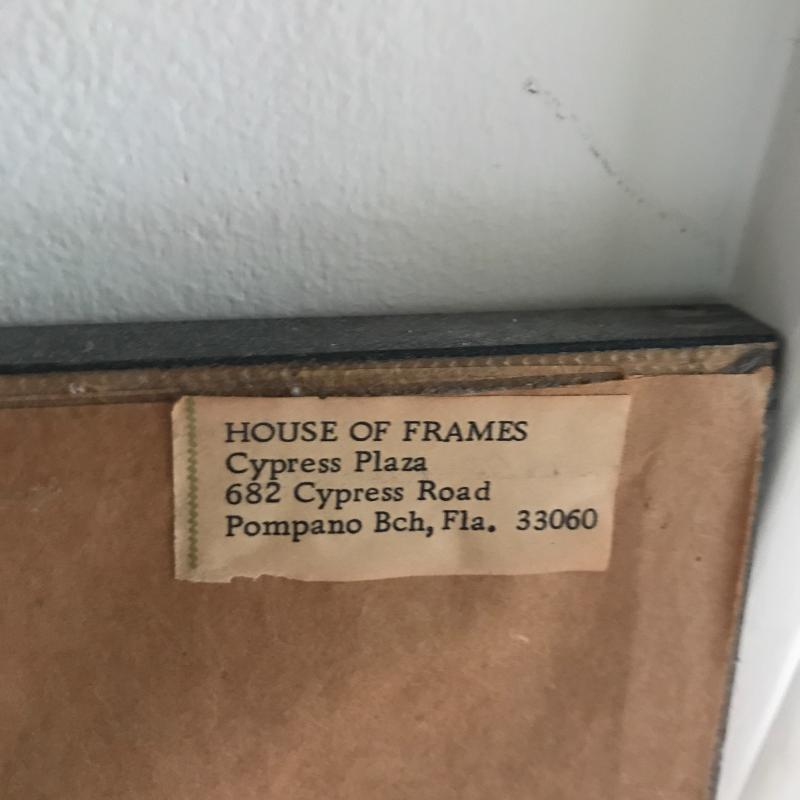 HOUSE OF FRAMES
Cypress Plaza
682 Cypress Road
Pompano Bch, Fla. 33060